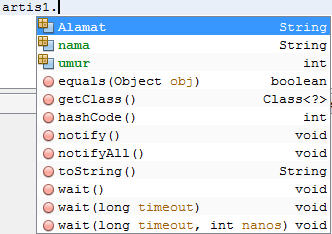 artis1.
Alamat String
nama String
umur int
equals(Object obj) boolean
getClass() Class<?>
hashCode() int
notify() void
notifyAll() void
toString() String
wait() void
wait(long timeout) void
wait(long timeout, int nanos) void